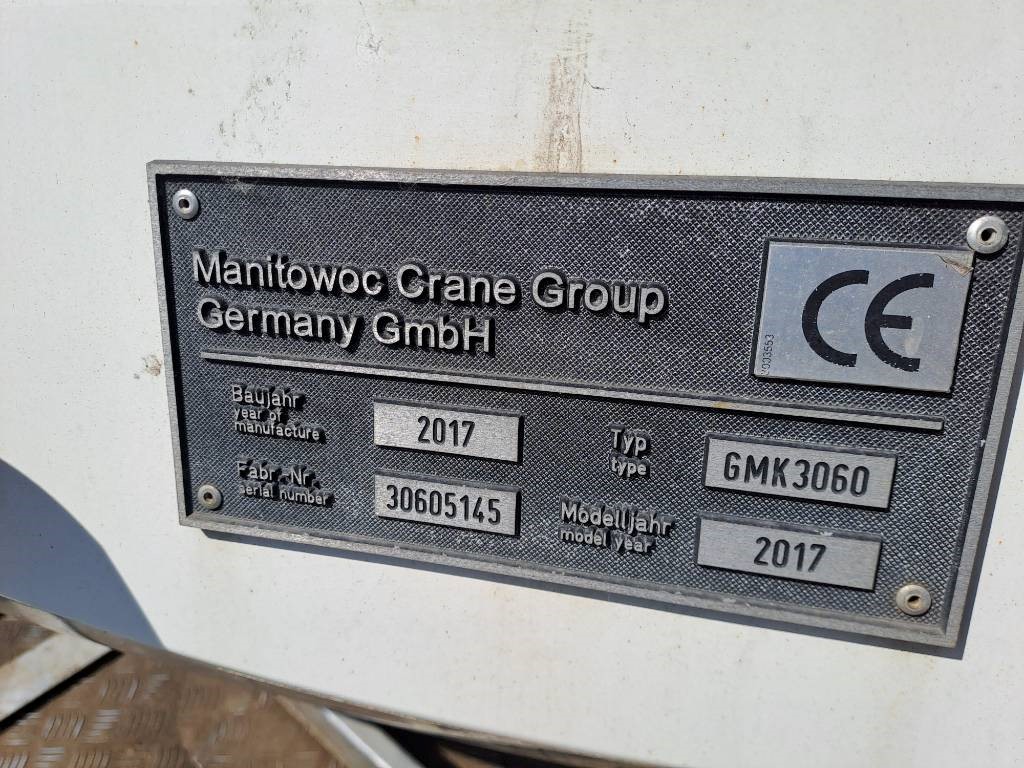 Manitowoc Crane Group
Germany GmbH
CE
Baujahr
year of
manufacture
2017
Typ
type
GMK3060
Fabr.-Nr.
serial number
30605145
Modelljahr
model year
2017